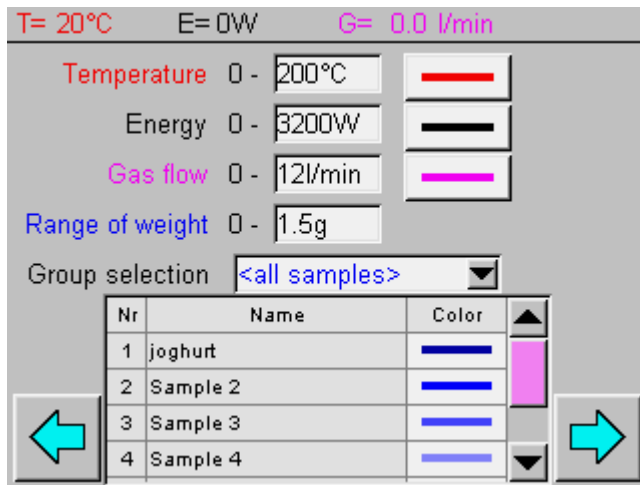 T= 20°C E= 0W G= 0.0 l/min
Temperature 0 - 200°C
Energy 0 - 3200W
Gas flow 0 - 12l/min
Range of weight 0 - 1.5g
Group selection <all samples>
Nr Name Color
1 joghurt
2 Sample 2
3 Sample 3
4 Sample 4